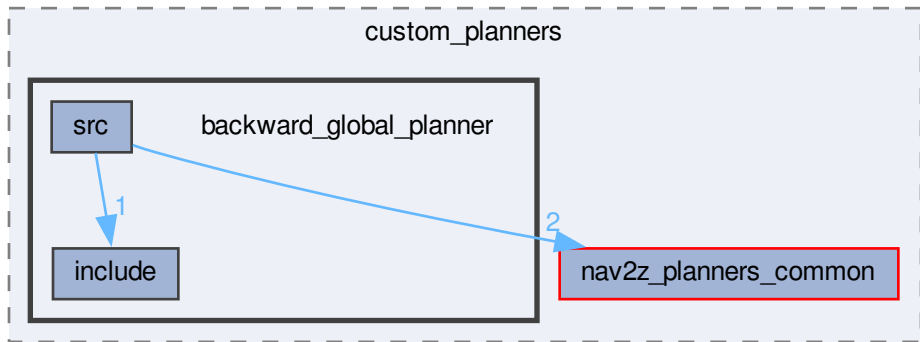 custom_planners
src
backward_global_planner
1
2
include
nav2z_planners_common